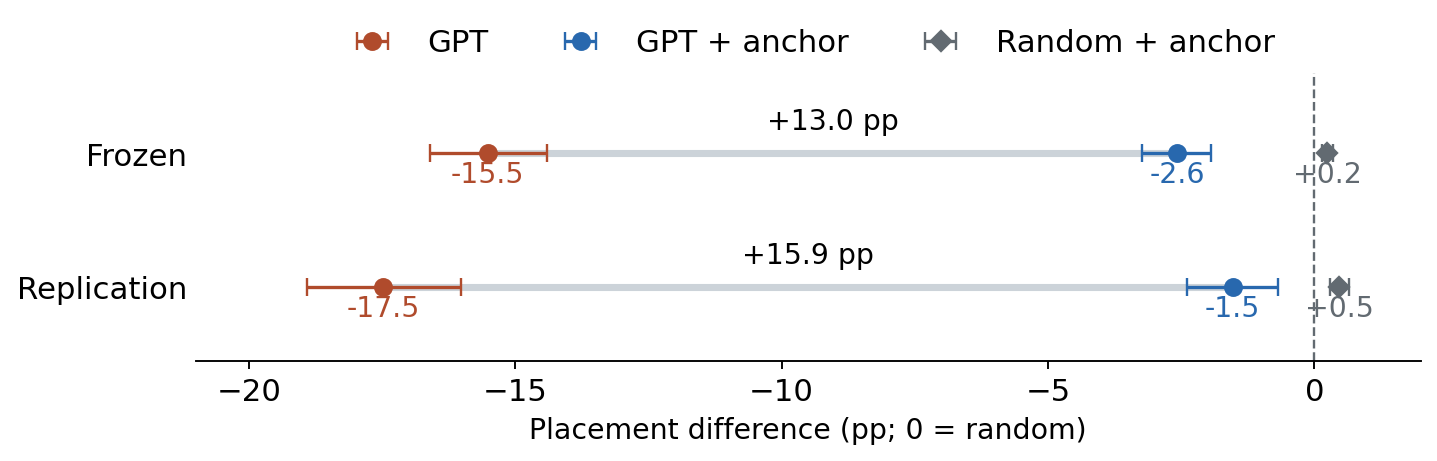 GPT GPT + anchor Random + anchor
+13.0 pp
Frozen
-15.5 -2.6 +0.2
+15.9 pp
Replication
-17.5 -1.5 +0.5
−20 −15 −10 −5 0
Placement difference (pp; 0 = random)